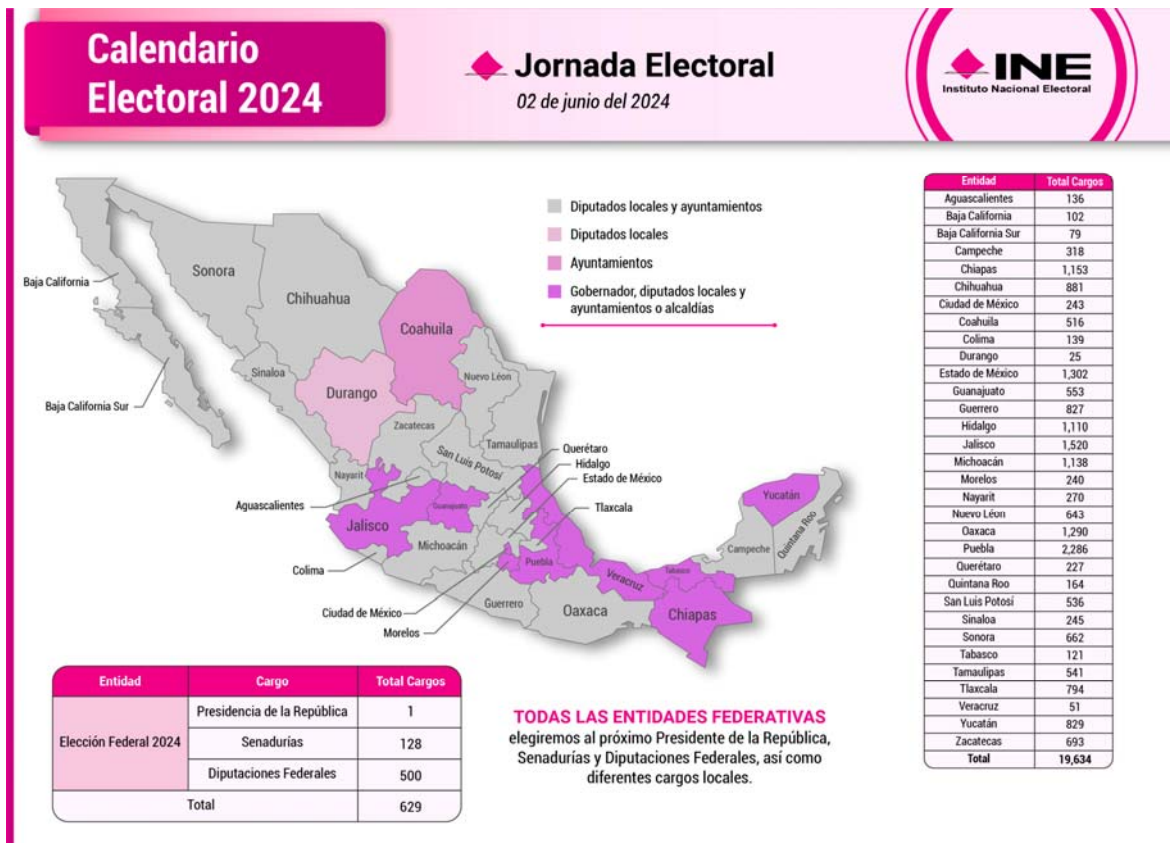 Calendario
Electoral 2024
Jornada Electoral
02 de junio del 2024
INE
Instituto Nacional Electoral
Diputados locales y ayuntamientos
Diputados locales
Ayuntamientos
Gobernador, diputados locales y
ayuntamientos o alcaldías
Baja California
Sonora
Chihuahua
Coahuila
Baja California Sur
Sinaloa
Durango
Nuevo Léon
Zacatecas
Tamaulipas
San Luis Potosí
Nayarit
Aguascalientes
Querétaro
Hidalgo
Estado de México
Tlaxcala
Jalisco
Guanajuato
Michoacán
Colima
Ciudad de México
Morelos
Guerrero
Puebla
Oaxaca
Veracruz
Tabasco
Chiapas
Yucatán
Campeche
Quintana Roo
Entidad Cargo Total Cargos
Elección Federal 2024
Presidencia de la República 1
Senadurías 128
Diputaciones Federales 500
Total 629
TODAS LAS ENTIDADES FEDERATIVAS
elegiremos al próximo Presidente de la República,
Senadurías y Diputaciones Federales, así como
diferentes cargos locales.
Entidad Total Cargos
Aguascalientes 136
Baja California 102
Baja California Sur 79
Campeche 318
Chiapas 1,153
Chihuahua 881
Ciudad de México 243
Coahuila 516
Colima 139
Durango 25
Estado de México 1,302
Guanajuato 553
Guerrero 827
Hidalgo 1,110
Jalisco 1,520
Michoacán 1,138
Morelos 240
Nayarit 270
Nuevo Léon 643
Oaxaca 1,290
Puebla 2,286
Querétaro 227
Quintana Roo 164
San Luis Potosí 536
Sinaloa 245
Sonora 662
Tabasco 121
Tamaulipas 541
Tlaxcala 794
Veracruz 51
Yucatán 829
Zacatecas 693
Total 19,634